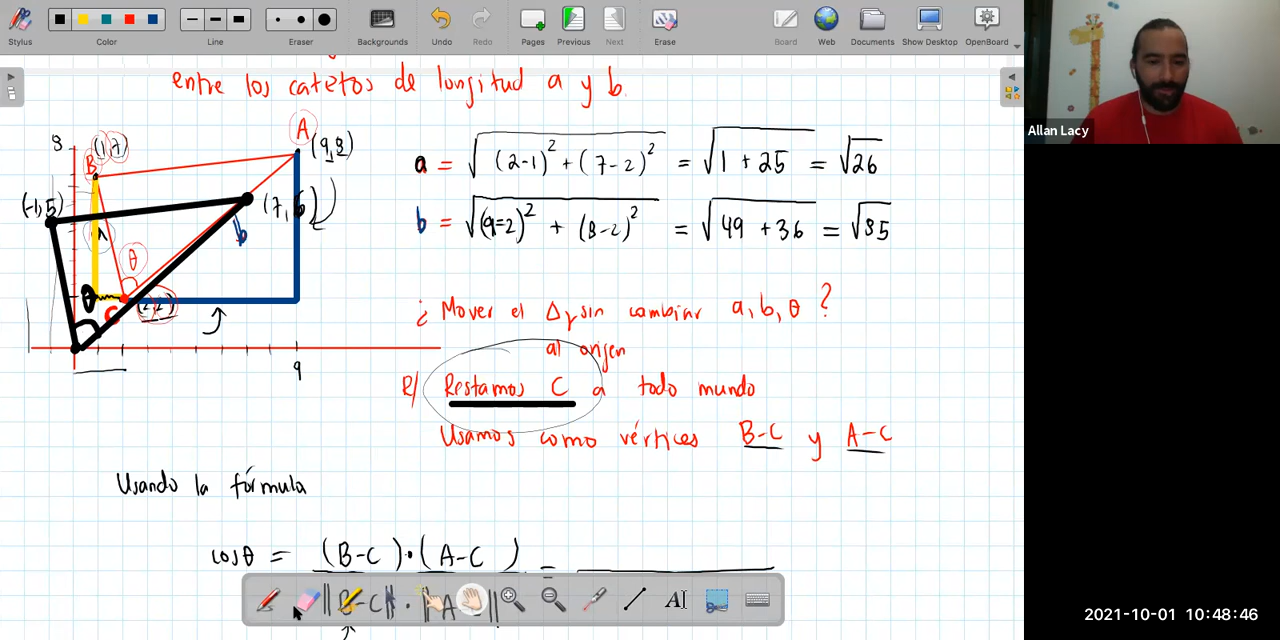 Stylus Color Line Eraser Backgrounds Undo Redo Pages Previous Next Erase Board Web Documents Show Desktop OpenBoard
entre los catetos de longitud a y b.
8 B (1,7) A (9,8)
a = √(2-1)² + (7-2)² = √1 + 25 = √26
(-1,5) (7,6)
b
b = √(9-2)² + (8-2)² = √49 + 36 = √85
θ
θ C (2,2)
¿ Mover el Δ, sin cambiar a, b, θ ?
al origen
9
R/ Restamos C a todo mundo
Usamos como vértices B-C y A-C
Usando la fórmula
cos θ = (B-C)·(A-C) =
||B-C|| · ||A
Allan Lacy
2021-10-01 10:48:46